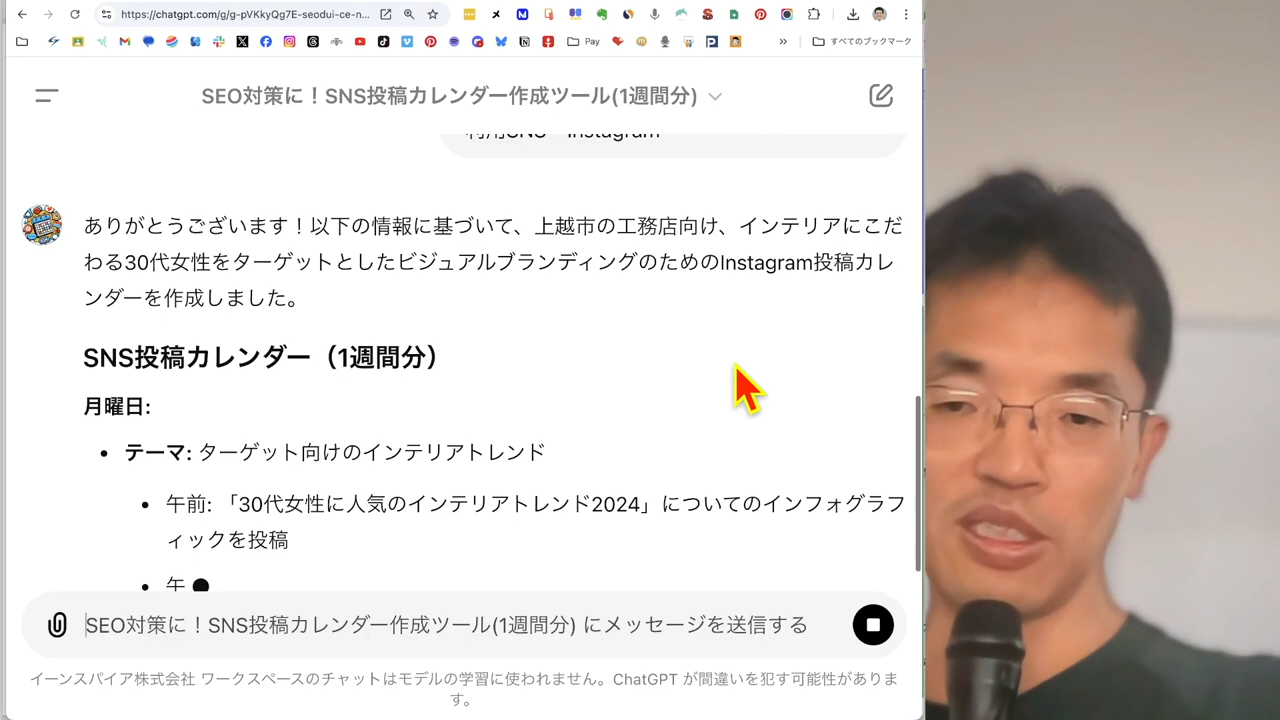 https://chatgpt.com/g/g-pVKkyQg7E-seodui-ce-n...
Pay
すべてのブックマーク
SEO対策に！SNS投稿カレンダー作成ツール(1週間分)
利用SNS Instagram
ありがとうございます！以下の情報に基づいて、上越市の工務店向け、インテリアにこだ
わる30代女性をターゲットとしたビジュアルブランディングのためのInstagram投稿カレ
ンダーを作成しました。
SNS投稿カレンダー（1週間分）
月曜日:
• テーマ: ターゲット向けのインテリアトレンド
• 午前: 「30代女性に人気のインテリアトレンド2024」についてのインフォグラフ
ィックを投稿
• 午
SEO対策に！SNS投稿カレンダー作成ツール(1週間分) にメッセージを送信する
イーンスパイア株式会社 ワークスペースのチャットはモデルの学習に使われません。ChatGPT が間違いを犯す可能性がありま
す。